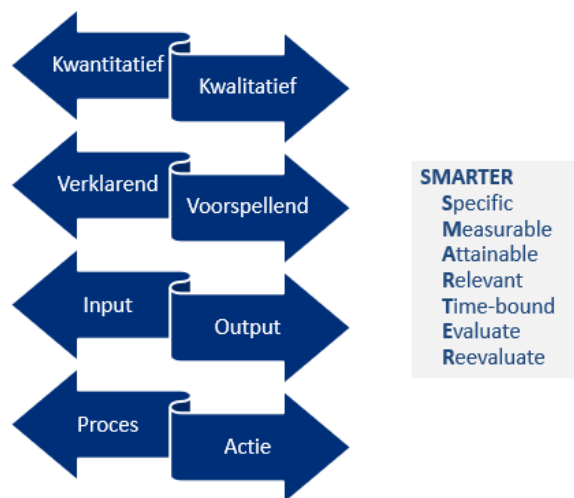 Kwantitatief
Kwalitatief
Verklarend
Voorspellend
Input
Output
Proces
Actie
SMARTER
Specific
Measurable
Attainable
Relevant
Time-bound
Evaluate
Reevaluate